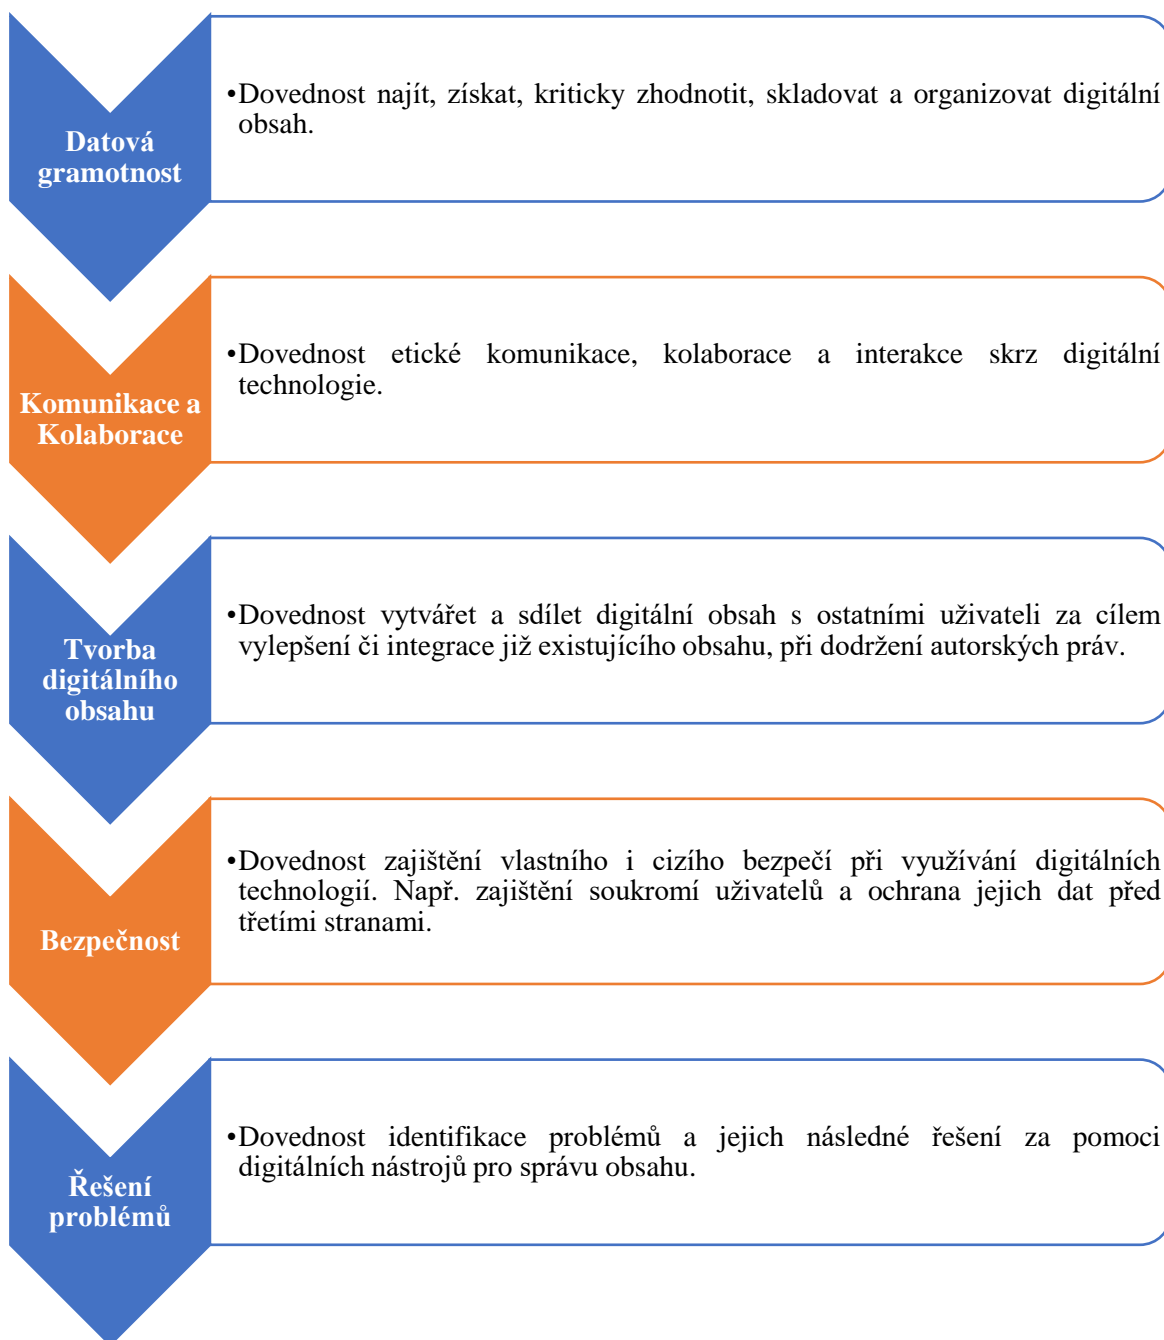 Datová
gramotnost
•Dovednost najít, získat, kriticky zhodnotit, skladovat a organizovat digitální
obsah.
Komunikace a
Kolaborace
•Dovednost etické komunikace, kolaborace a interakce skrz digitální
technologie.
Tvorba
digitálního
obsahu
•Dovednost vytvářet a sdílet digitální obsah s ostatními uživateli za cílem
vylepšení či integrace již existujícího obsahu, při dodržení autorských práv.
Bezpečnost
•Dovednost zajištění vlastního i cizího bezpečí při využívání digitálních
technologií. Např. zajištění soukromí uživatelů a ochrana jejich dat před
třetími stranami.
Řešení
problémů
•Dovednost identifikace problémů a jejich následné řešení za pomoci
digitálních nástrojů pro správu obsahu.